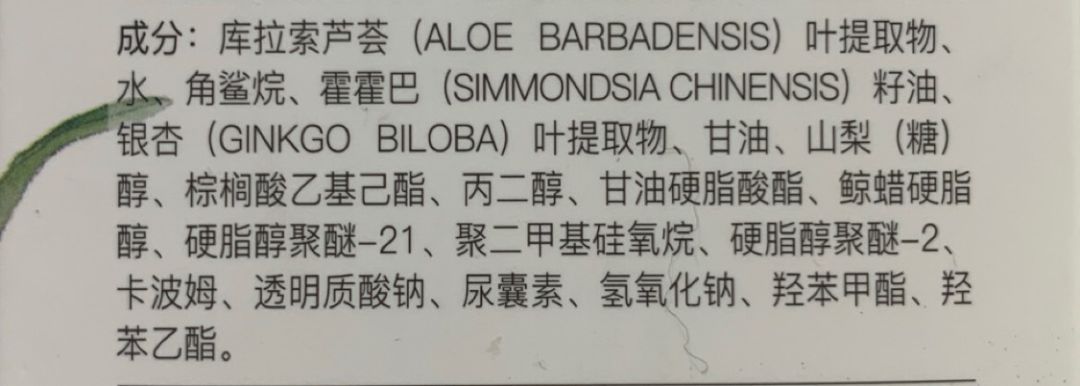 成分：库拉索芦荟（ALOE BARBADENSIS）叶提取物、
水、角鲨烷、霍霍巴（SIMMONDSIA CHINENSIS）籽油、
银杏（GINKGO BILOBA）叶提取物、甘油、山梨（糖）
醇、棕榈酸乙基己酯、丙二醇、甘油硬脂酸酯、鲸蜡硬脂
醇、硬脂醇聚醚-21、聚二甲基硅氧烷、硬脂醇聚醚-2、
卡波姆、透明质酸钠、尿囊素、氢氧化钠、羟苯甲酯、羟
苯乙酯。